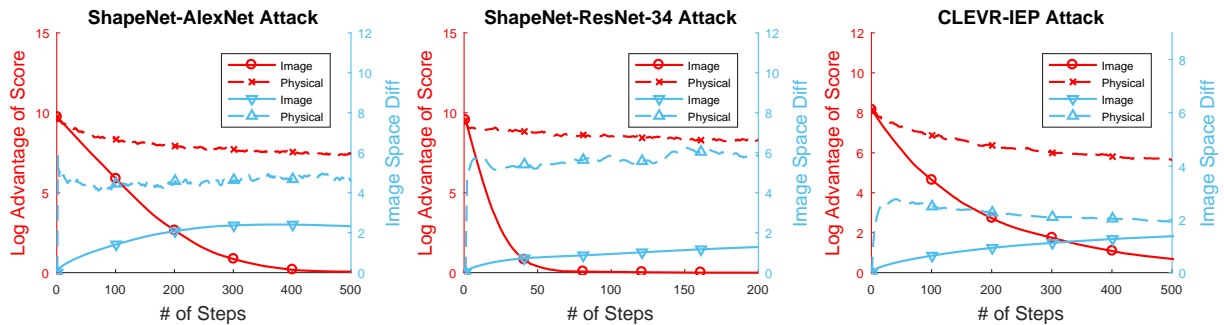 ShapeNet-AlexNet Attack
Log Advantage of Score
15
10
5
0
Image
Physical
Image
Physical
12
10
8
6
4
2
0
Image Space Diff
0 100 200 300 400 500
# of Steps
ShapeNet-ResNet-34 Attack
Log Advantage of Score
15
10
5
0
Image
Physical
Image
Physical
12
10
8
6
4
2
0
Image Space Diff
0 40 80 120 160 200
# of Steps
CLEVR-IEP Attack
Log Advantage of Score
12
10
8
6
4
2
0
Image
Physical
Image
Physical
8
6
4
2
0
Image Space Diff
0 100 200 300 400 500
# of Steps